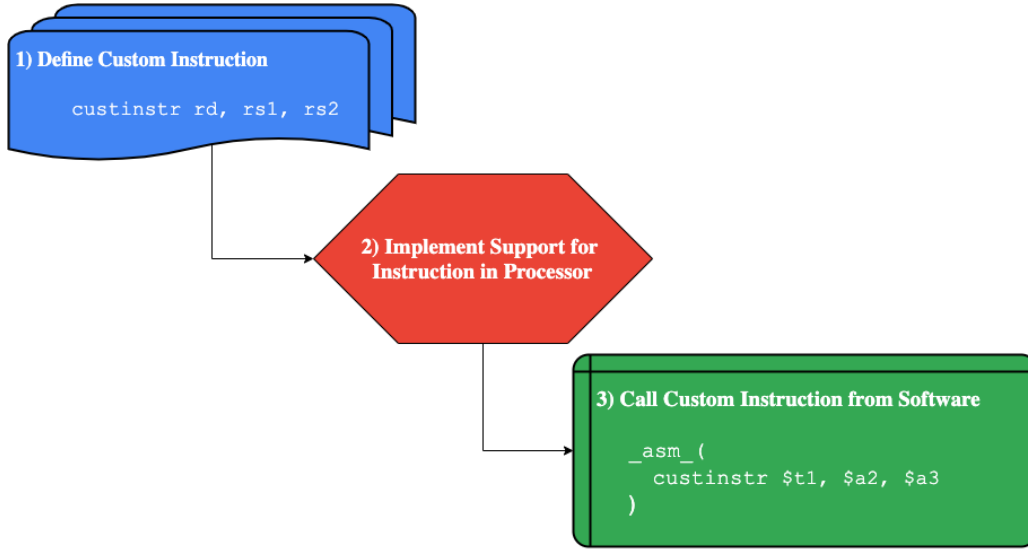 1) Define Custom Instruction
custinstr rd, rs1, rs2
2) Implement Support for
Instruction in Processor
3) Call Custom Instruction from Software
_asm_(
custinstr $t1, $a2, $a3
)